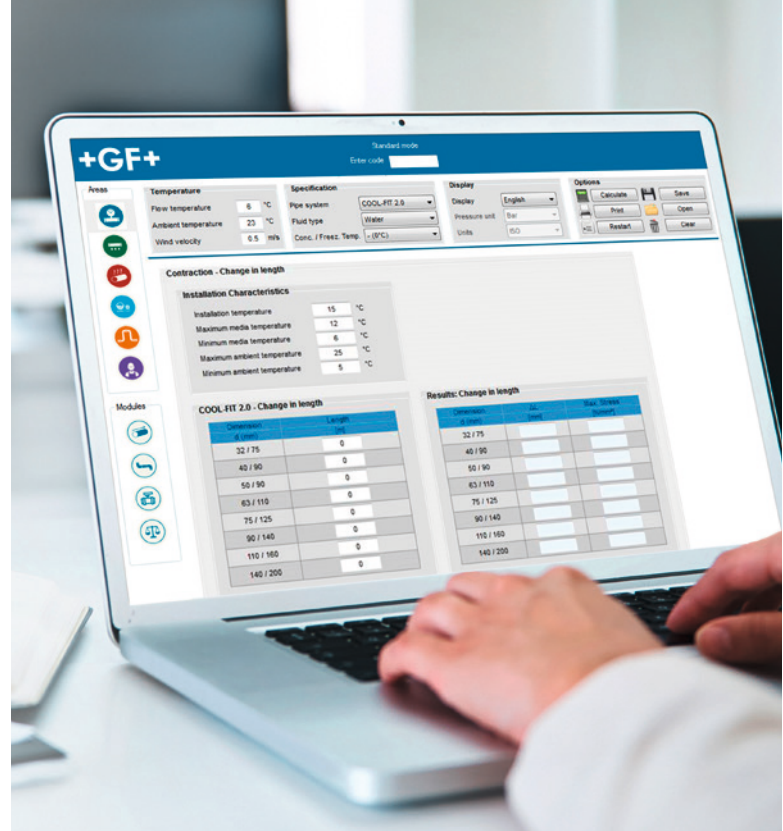 +GF+
Standard mode
Enter code
Areas
Temperature
Flow temperature 6 °C
Ambient temperature 23 °C
Wind velocity 0.5 m/s
Specification
Pipe system COOL-FIT 2.0
Fluid type Water
Conc. / Freez. Temp. - (0°C)
Display
Display English
Pressure unit Bar
Units ISO
Options
Calculate Save
Print Open
Restart Clear
Contraction - Change in length
Installation Characteristics
Installation temperature 15 °C
Maximum media temperature 12 °C
Minimum media temperature 6 °C
Maximum ambient temperature 25 °C
Minimum ambient temperature 5 °C
Modules
COOL-FIT 2.0 - Change in length
Dimension Length
d (mm) [m]
32 / 75 0
40 / 90 0
50 / 90 0
63 / 110 0
75 / 125 0
90 / 140 0
110 / 160 0
140 / 200 0
Results: Change in length
Dimension ΔL Max. Stress
d (mm) [mm] [N/mm²]
32 / 75
40 / 90
50 / 90
63 / 110
75 / 125
90 / 140
110 / 160
140 / 200